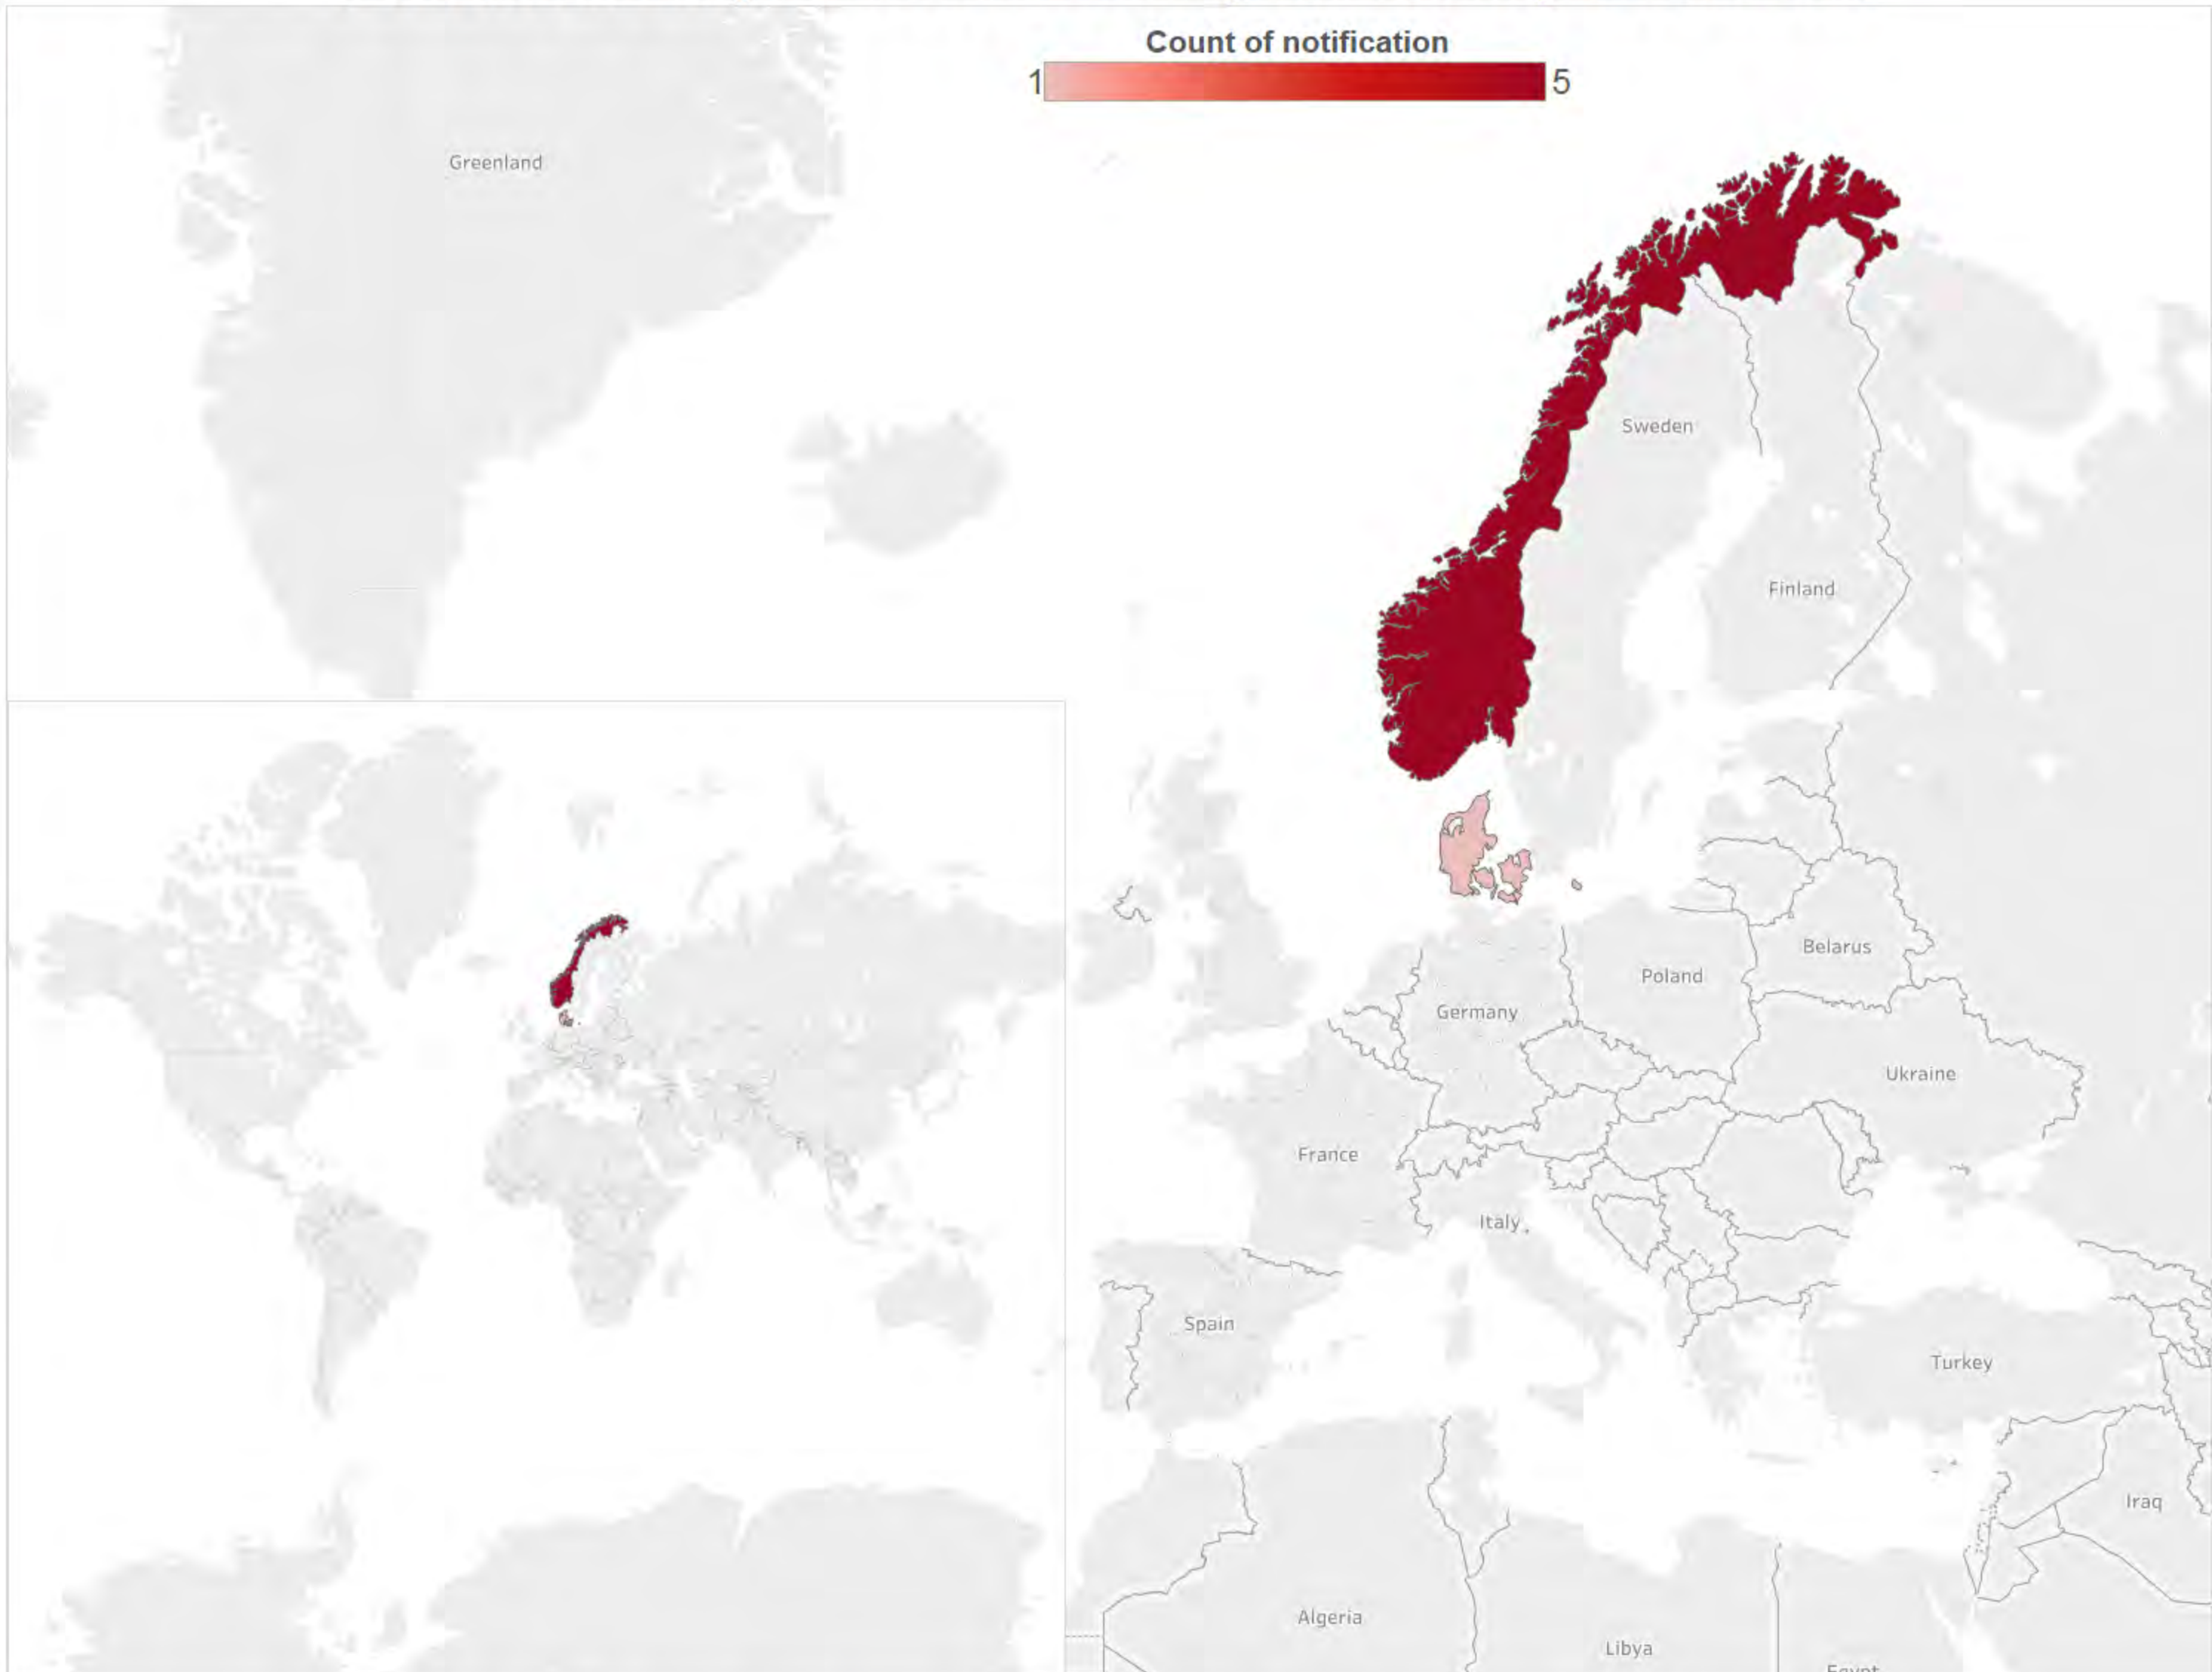 Count of notification
1 5
Greenland
Sweden
Finland
Belarus
Poland
Germany
Ukraine
France
Italy
Spain
Turkey
Iraq
Algeria
Libya
Egypt